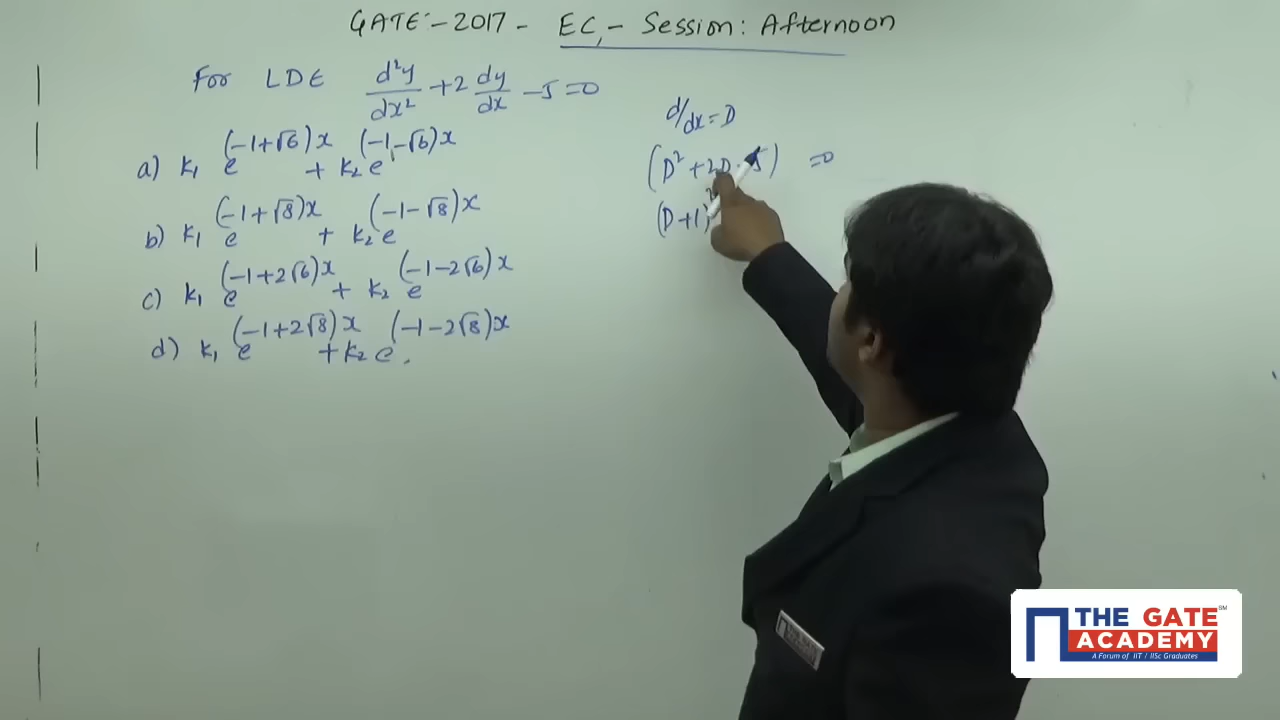 GATE:- 2017 - EC, - Session: Afternoon
For LDE d²y/dx² + 2 dy/dx - 5 = 0
d/dx = D
a) K₁ e^(-1+√6)x + K₂ e^(-1-√6)x
(D² + 2D - 5) = 0
b) K₁ e^(-1+√8)x + K₂ e^(-1-√8)x
(D+1)²
c) K₁ e^(-1+2√6)x + K₂ e^(-1-2√6)x
d) K₁ e^(-1+2√8)x + K₂ e^(-1-2√8)x.
THE GATE
ACADEMY
A Forum of IIT / IISc Graduates